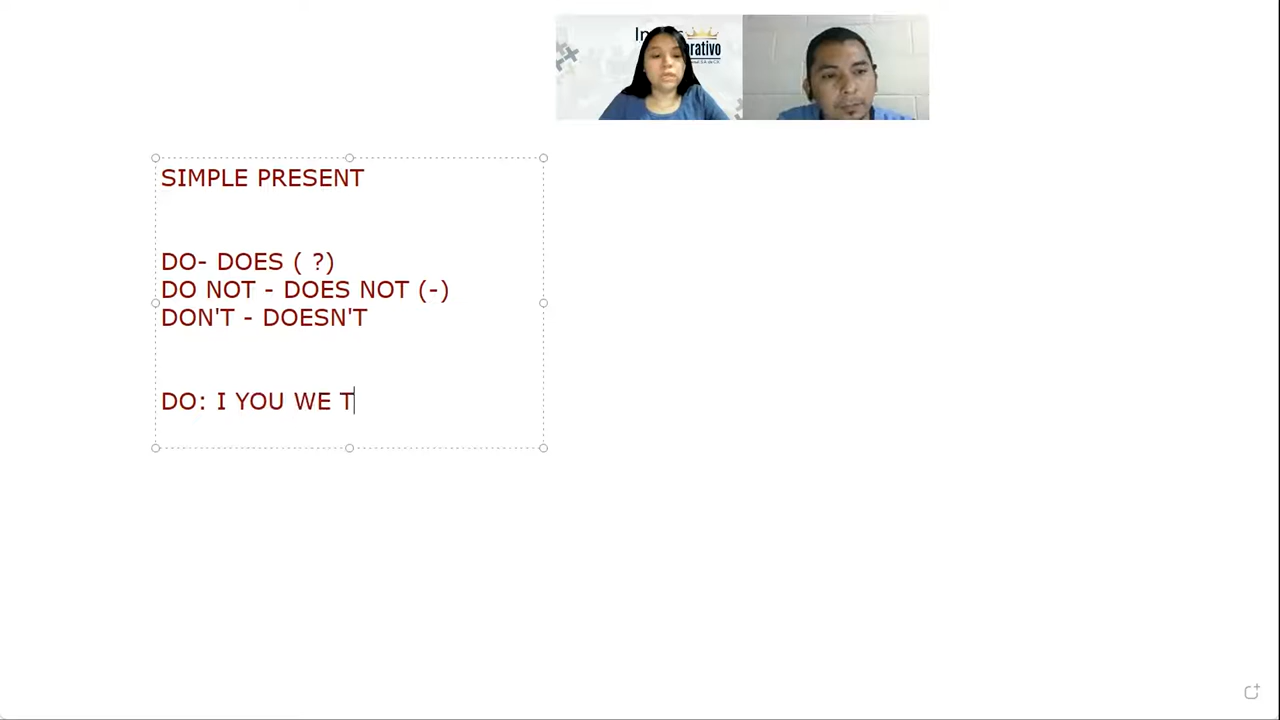 SIMPLE PRESENT
DO- DOES ( ?)
DO NOT - DOES NOT (-)
DON'T - DOESN'T
DO: I YOU WE T